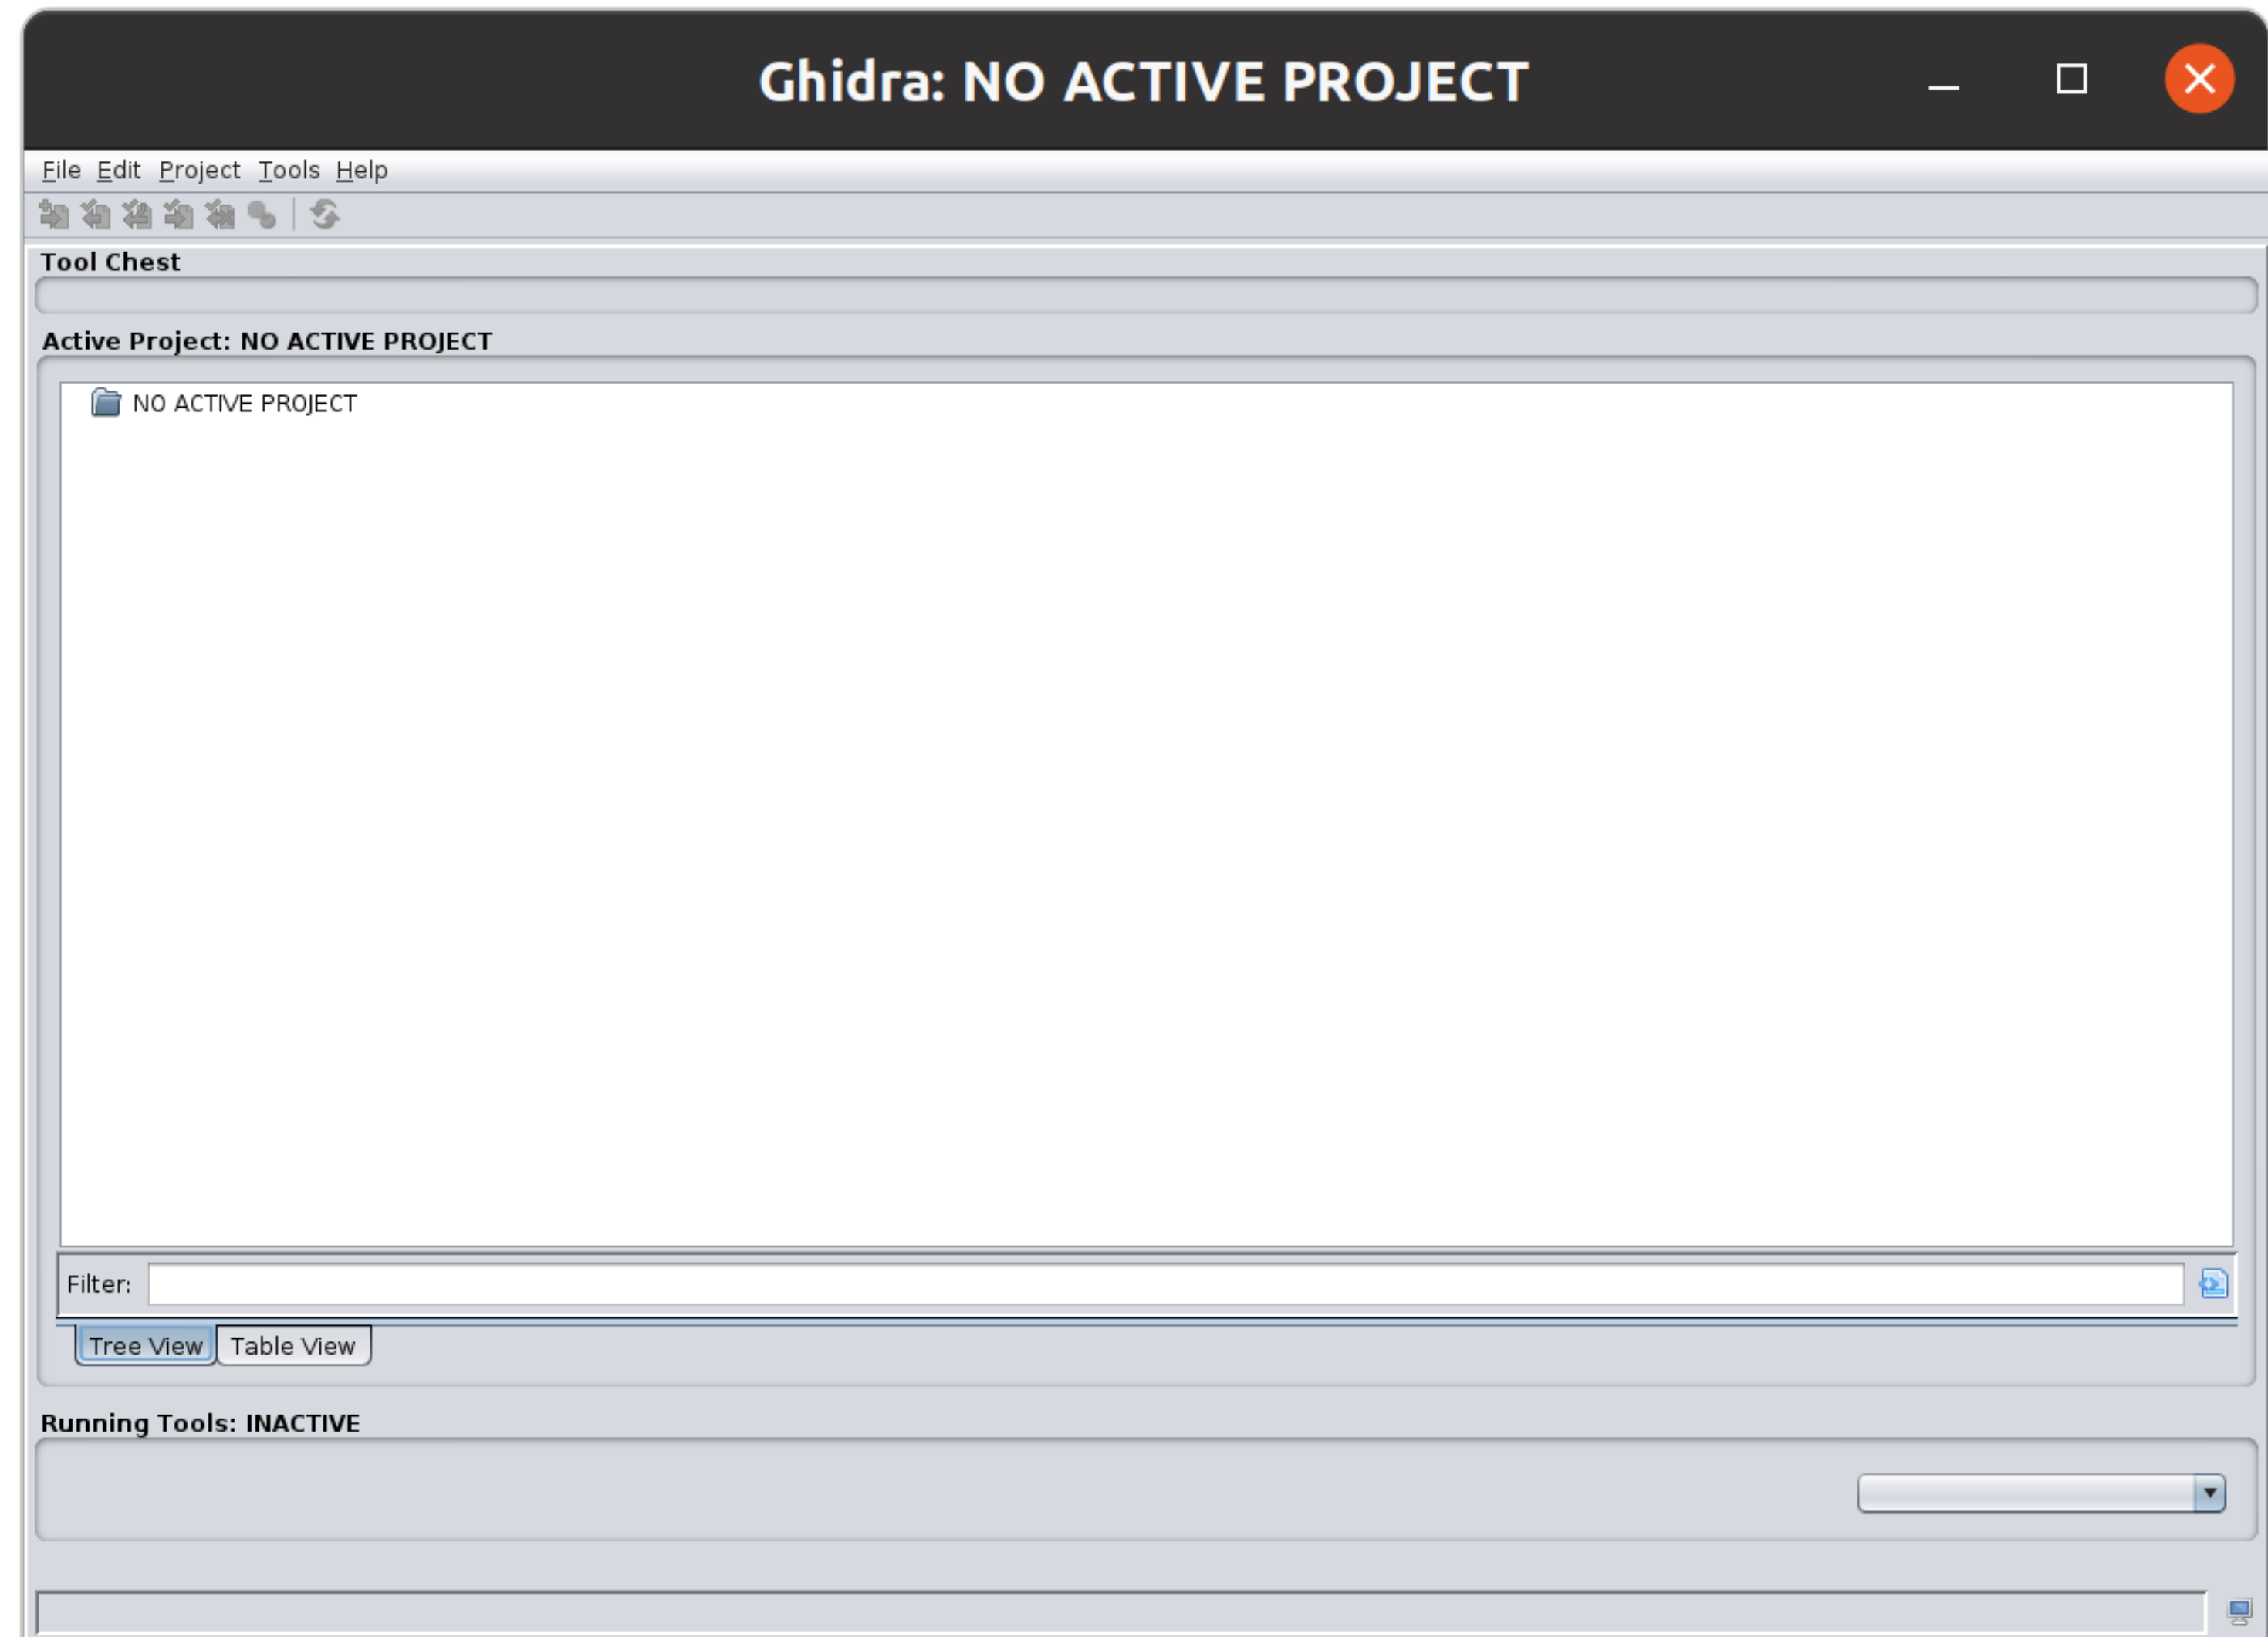 Ghidra: NO ACTIVE PROJECT
File Edit Project Tools Help
Tool Chest
Active Project: NO ACTIVE PROJECT
NO ACTIVE PROJECT
Filter:
Tree View Table View
Running Tools: INACTIVE